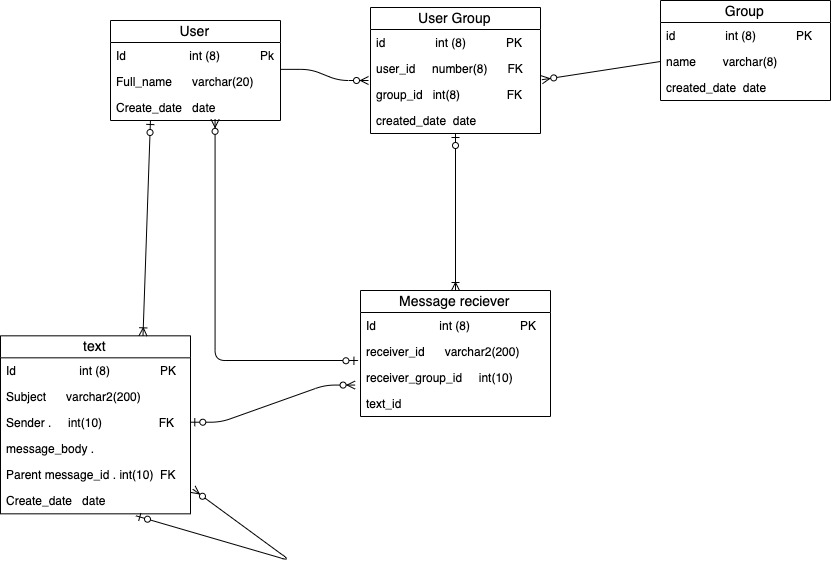 User
Id int (8) Pk
Full_name varchar(20)
Create_date date
User Group
id int (8) PK
user_id number(8) FK
group_id int(8) FK
created_date date
Group
id int (8) PK
name varchar(8)
created_date date
Message reciever
Id int (8) PK
receiver_id varchar2(200)
receiver_group_id int(10)
text_id
text
Id int (8) PK
Subject varchar2(200)
Sender . int(10) FK
message_body .
Parent message_id . int(10) FK
Create_date date